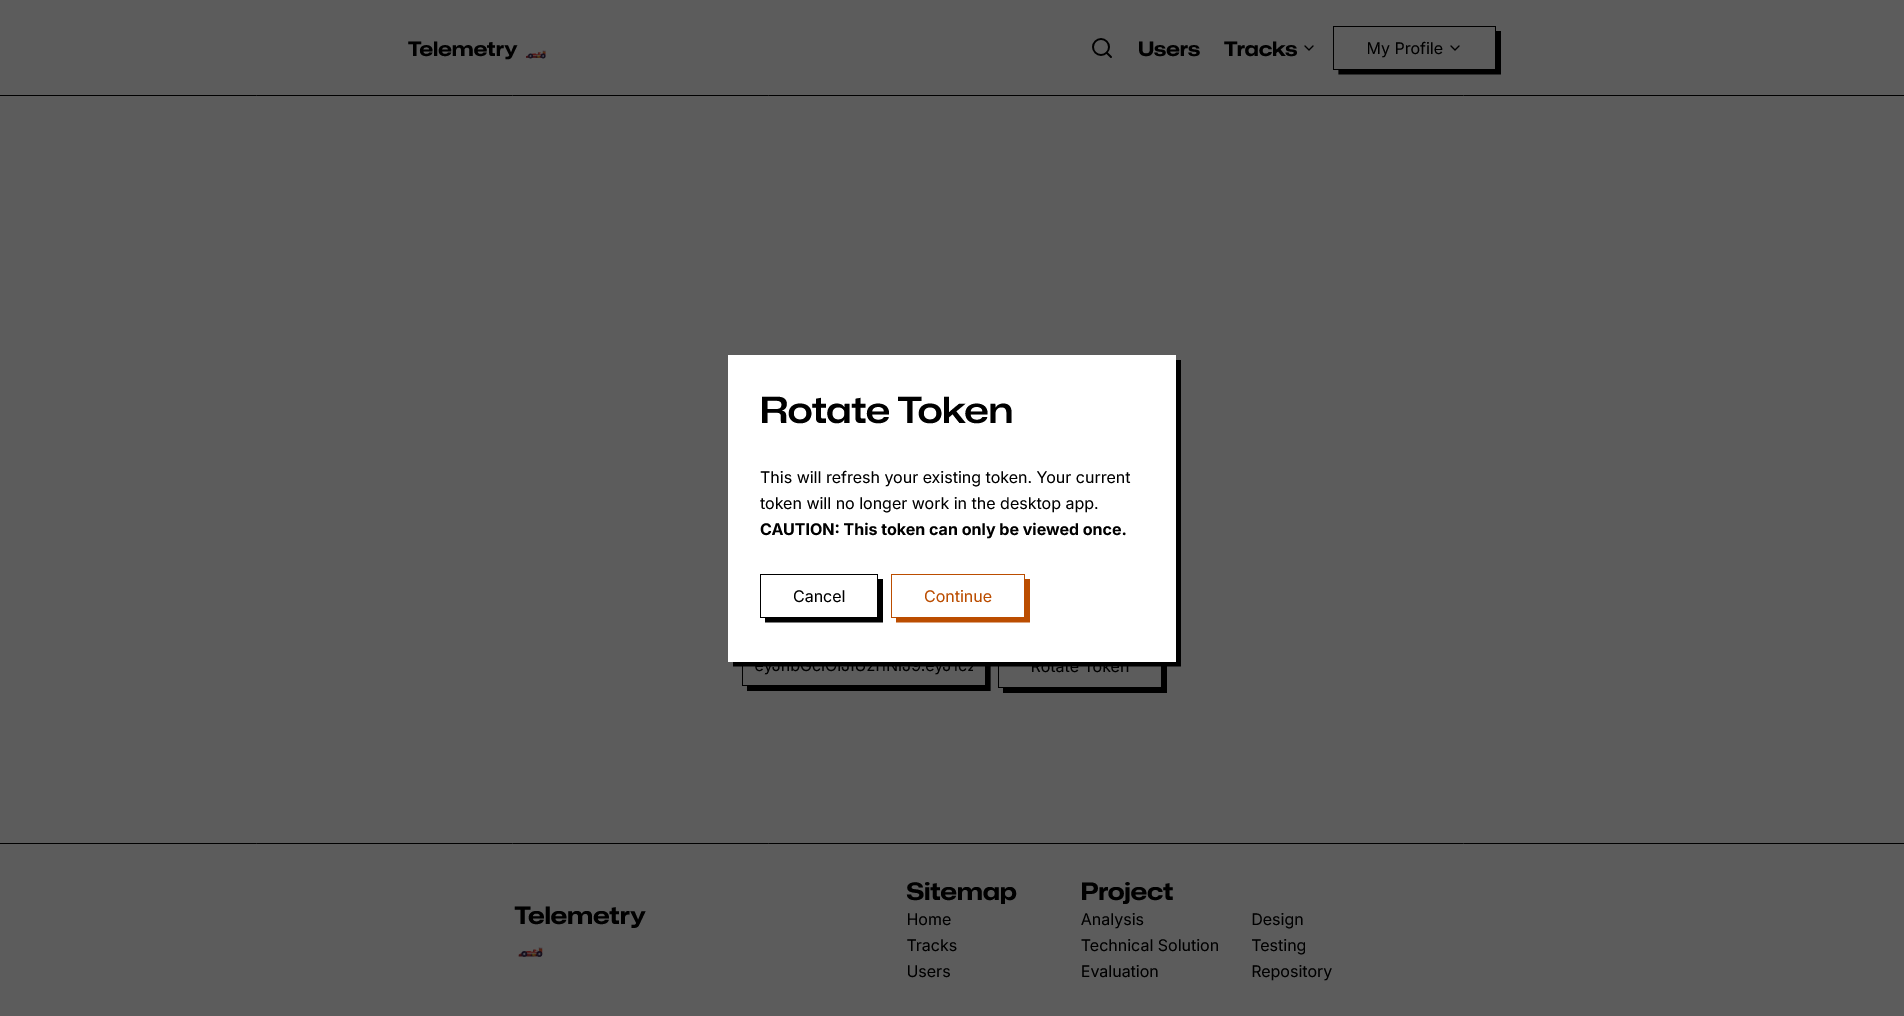 Telemetry
Users Tracks My Profile
Rotate Token
This will refresh your existing token. Your current
token will no longer work in the desktop app.
CAUTION: This token can only be viewed once.
Cancel Continue
Rotate Token
Telemetry
Sitemap
Home
Tracks
Users
Project
Analysis Design
Technical Solution Testing
Evaluation Repository